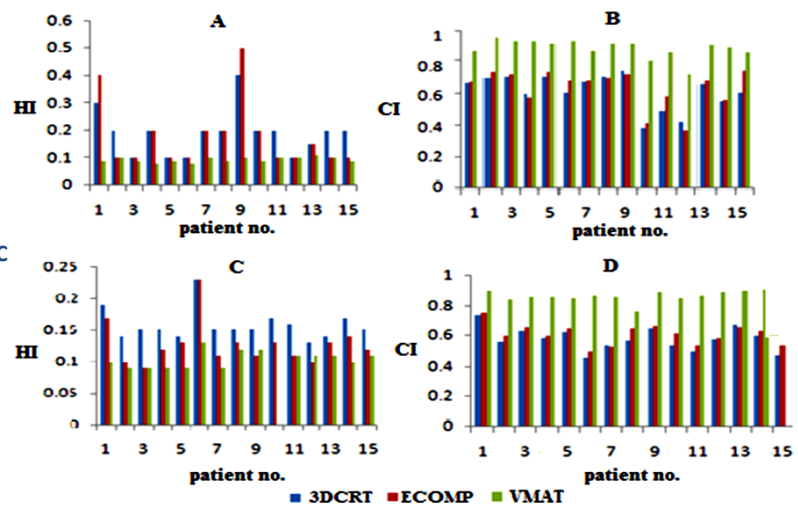 A
HI
0.6
0.5
0.4
0.3
0.2
0.1
0
1 3 5 7 9 11 13 15
patient no.
B
CI
1
0.8
0.6
0.4
0.2
0
1 3 5 7 9 11 13 15
patient no.
C
C
HI
0.25
0.2
0.15
0.1
0.05
0
1 3 5 7 9 11 13 15
patient no.
D
CI
1
0.8
0.6
0.4
0.2
0
1 3 5 7 9 11 13 15
patient no.
3DCRT ECOMP VMAT